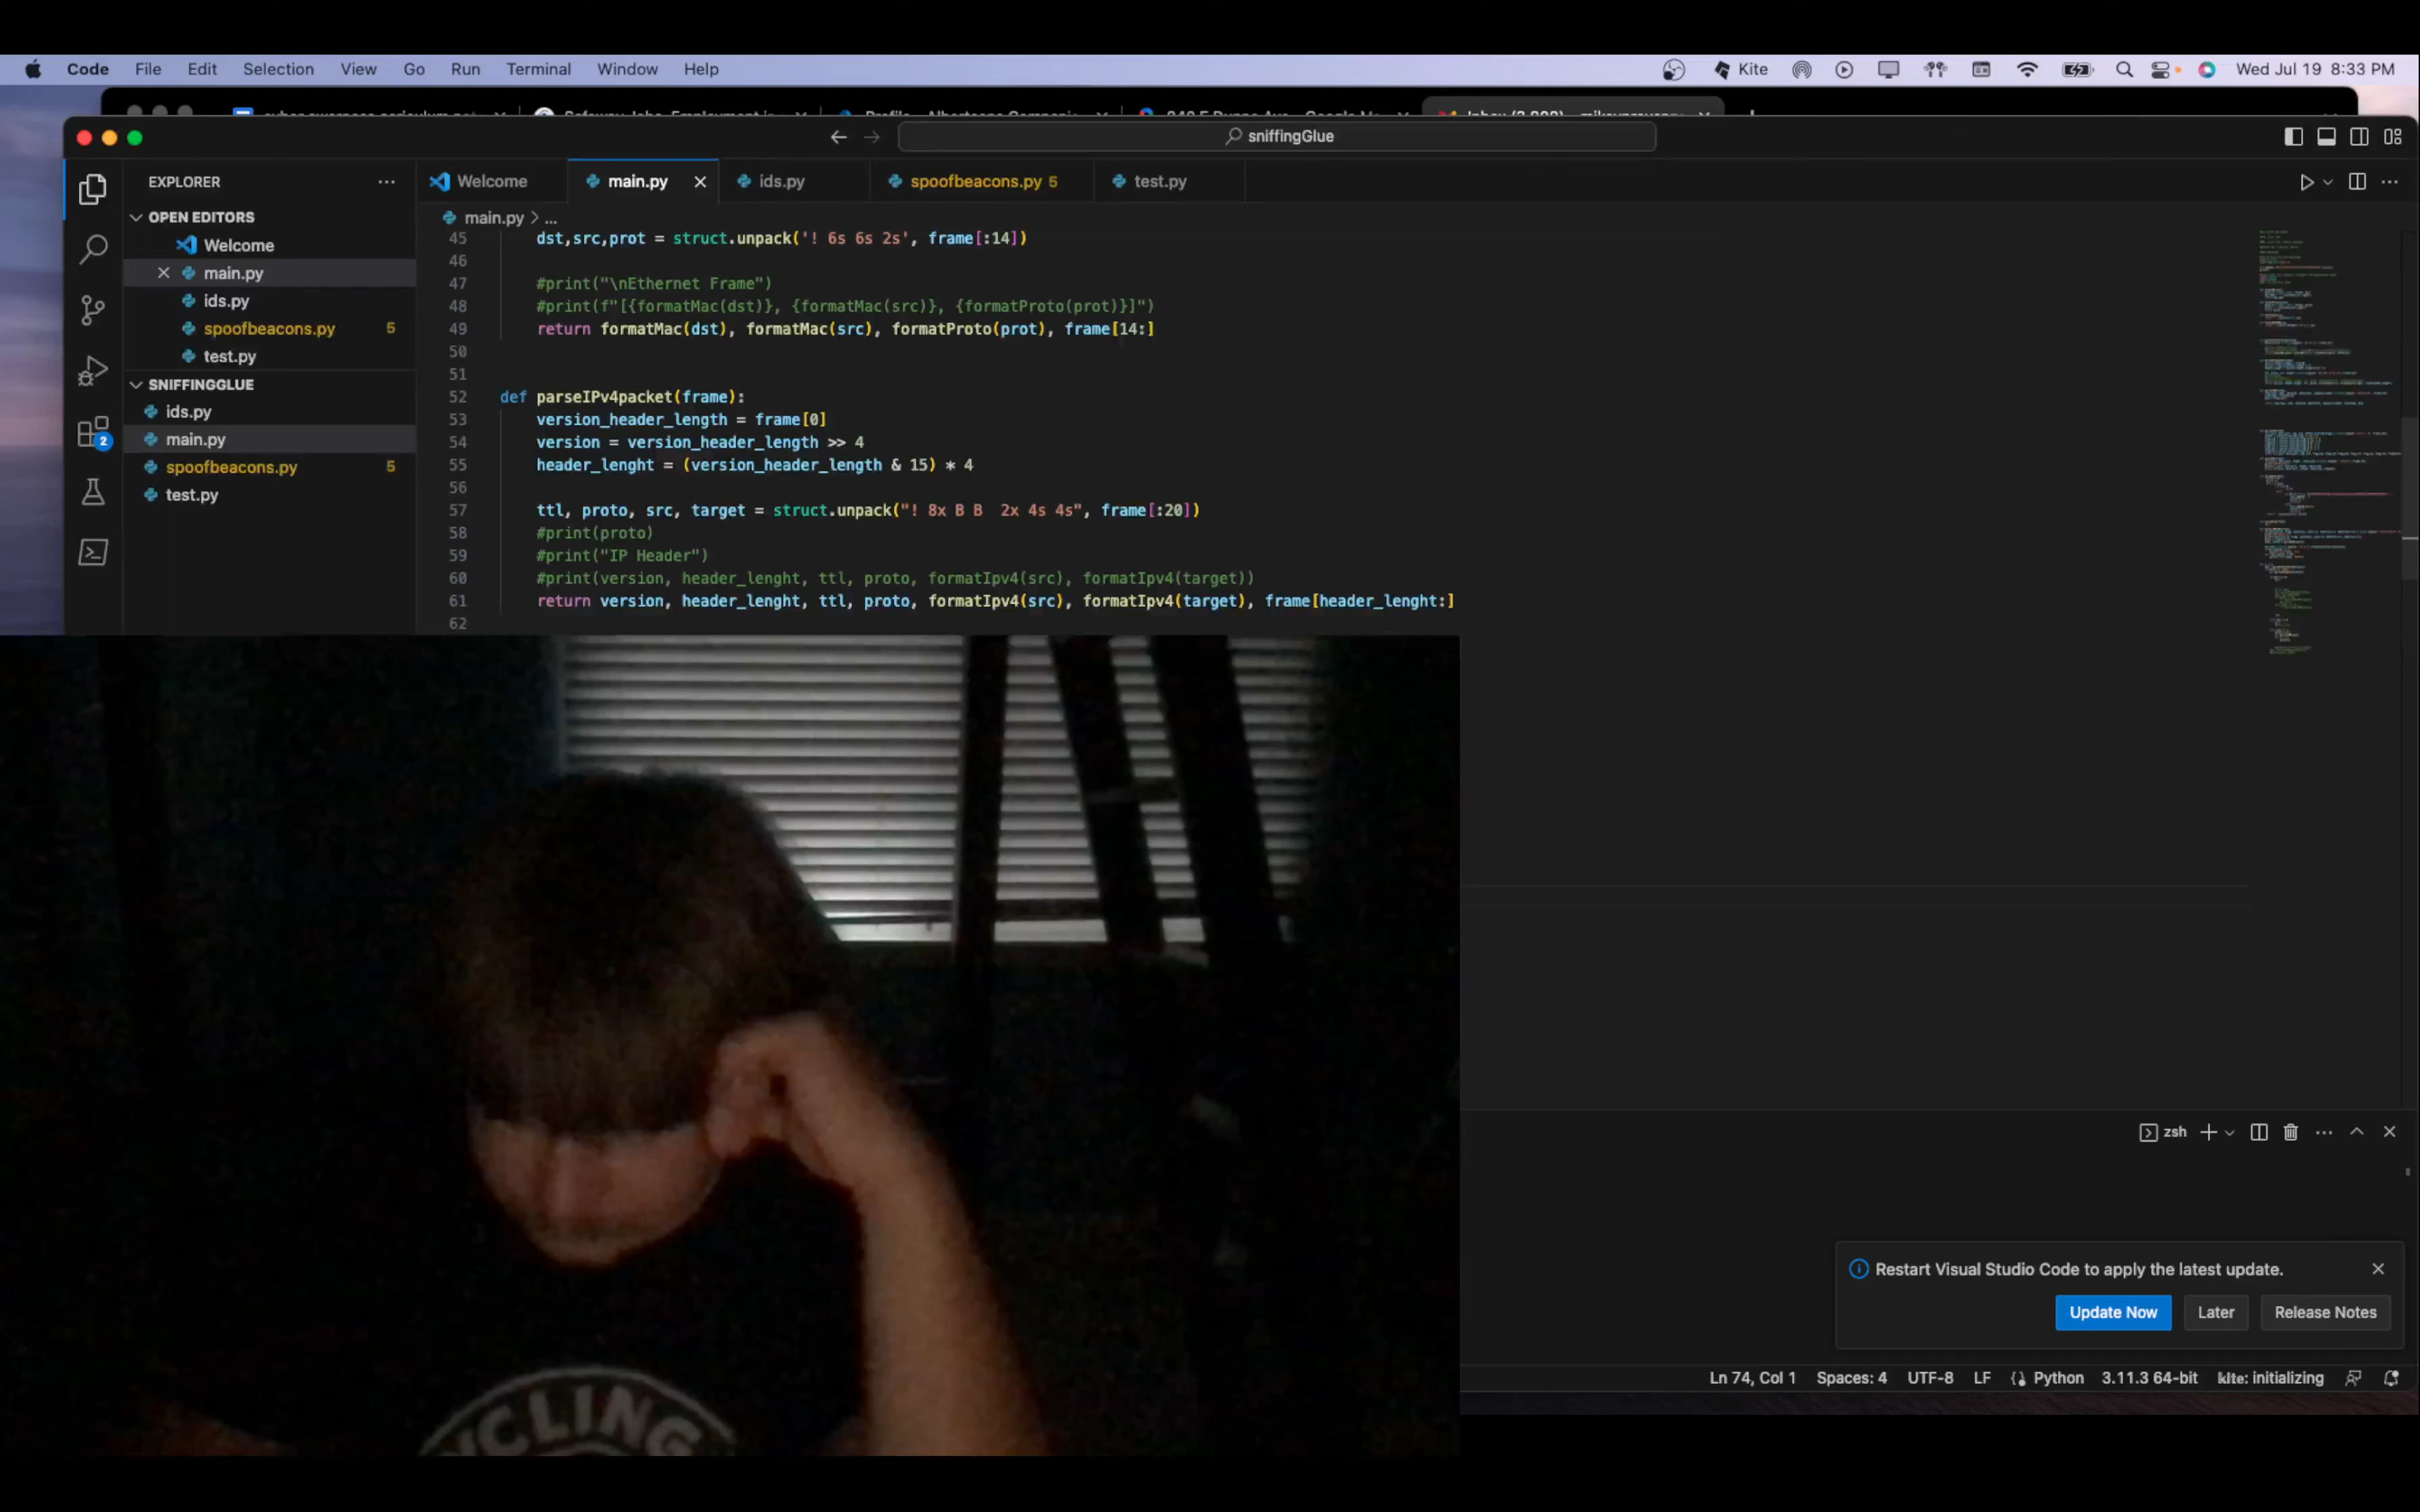 Code File Edit Selection View Go Run Terminal Window Help
Kite Wed Jul 19 8:33 PM
sniffingGlue
EXPLORER
Welcome main.py ids.py spoofbeacons.py 5 test.py
main.py > ...
OPEN EDITORS
Welcome
main.py
ids.py
spoofbeacons.py 5
test.py
SNIFFINGGLUE
ids.py
main.py
spoofbeacons.py 5
test.py
2
45 dst,src,prot = struct.unpack('! 6s 6s 2s', frame[:14])
46
47 #print("\nEthernet Frame")
48 #print(f"[{formatMac(dst)}, {formatMac(src)}, {formatProto(prot)}]")
49 return formatMac(dst), formatMac(src), formatProto(prot), frame[14:]
50
51
52 def parseIPv4packet(frame):
53 version_header_length = frame[0]
54 version = version_header_length >> 4
55 header_lenght = (version_header_length & 15) * 4
56
57 ttl, proto, src, target = struct.unpack("! 8x B B  2x 4s 4s", frame[:20])
58 #print(proto)
59 #print("IP Header")
60 #print(version, header_lenght, ttl, proto, formatIpv4(src), formatIpv4(target))
61 return version, header_lenght, ttl, proto, formatIpv4(src), formatIpv4(target), frame[header_lenght:]
62
YCLING
zsh
Restart Visual Studio Code to apply the latest update.
Update Now Later Release Notes
Ln 74, Col 1 Spaces: 4 UTF-8 LF Python 3.11.3 64-bit kite: initializing